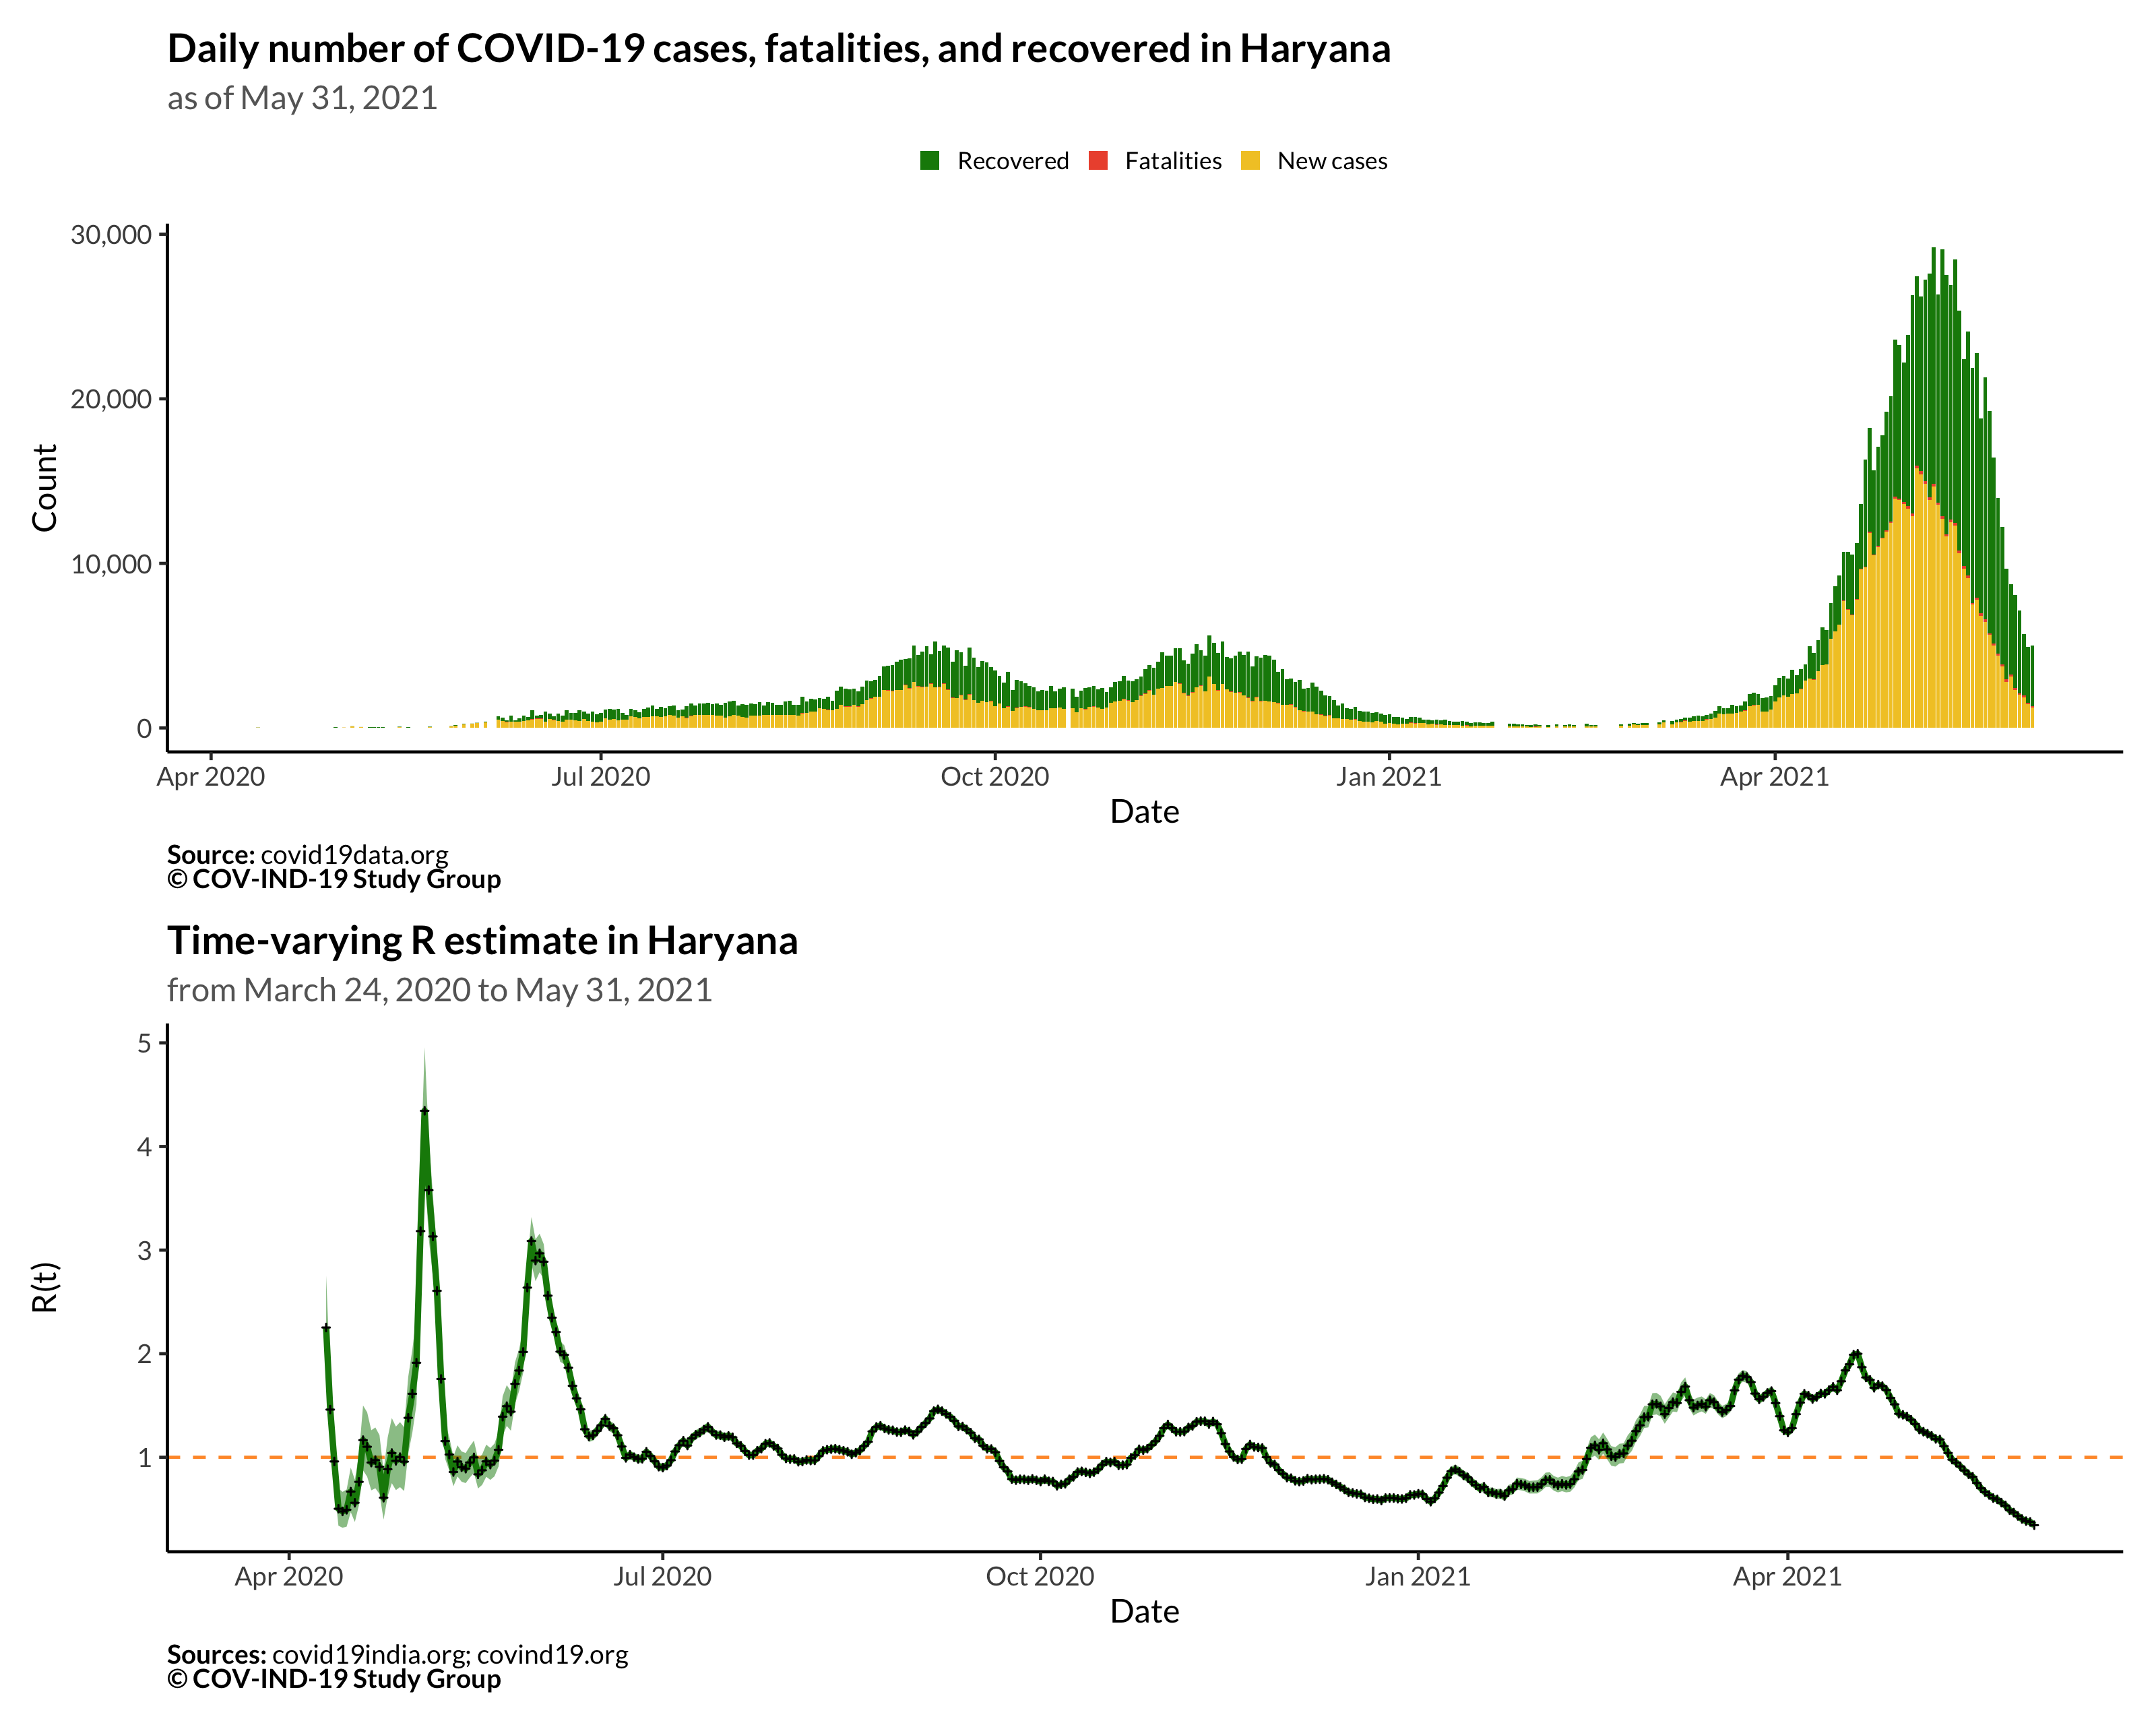 Daily number of COVID-19 cases, fatalities, and recovered in Haryana
as of May 31, 2021
Recovered Fatalities New cases
30,000
20,000
10,000
0
Count
Apr 2020 Jul 2020 Oct 2020 Jan 2021 Apr 2021
Date
Source: covid19data.org
© COV-IND-19 Study Group
Time-varying R estimate in Haryana
from March 24, 2020 to May 31, 2021
5
4
3
2
1
R(t)
Apr 2020 Jul 2020 Oct 2020 Jan 2021 Apr 2021
Date
Sources: covid19india.org; covind19.org
© COV-IND-19 Study Group